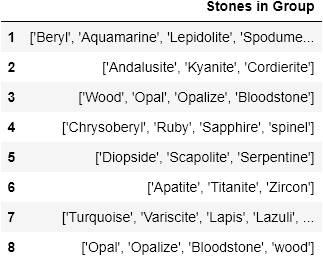 Stones in Group
1 ['Beryl', 'Aquamarine', 'Lepidolite', 'Spodume...
2 ['Andalusite', 'Kyanite', 'Cordierite']
3 ['Wood', 'Opal', 'Opalize', 'Bloodstone']
4 ['Chrysoberyl', 'Ruby', 'Sapphire', 'spinel']
5 ['Diopside', 'Scapolite', 'Serpentine']
6 ['Apatite', 'Titanite', 'Zircon']
7 ['Turquoise', 'Variscite', 'Lapis', 'Lazuli', ...
8 ['Opal', 'Opalize', 'Bloodstone', 'wood']